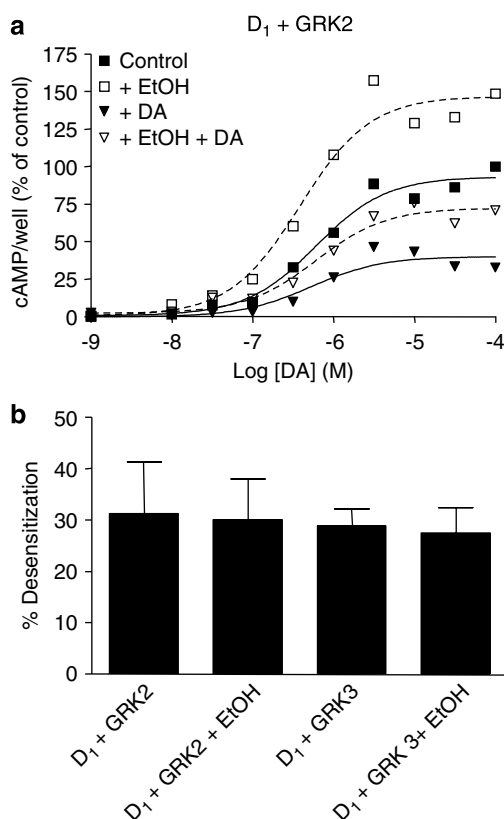 a
D₁ + GRK2
cAMP/well (% of control)
175
150
125
100
75
50
25
0
Control
+ EtOH
+ DA
+ EtOH + DA
-9
-8
-7
-6
-5
-4
Log [DA] (M)
b
% Desensitization
50
40
30
20
10
0
D₁ + GRK2
D₁ + GRK2 + EtOH
D₁ + GRK3
D₁ + GRK 3+ EtOH